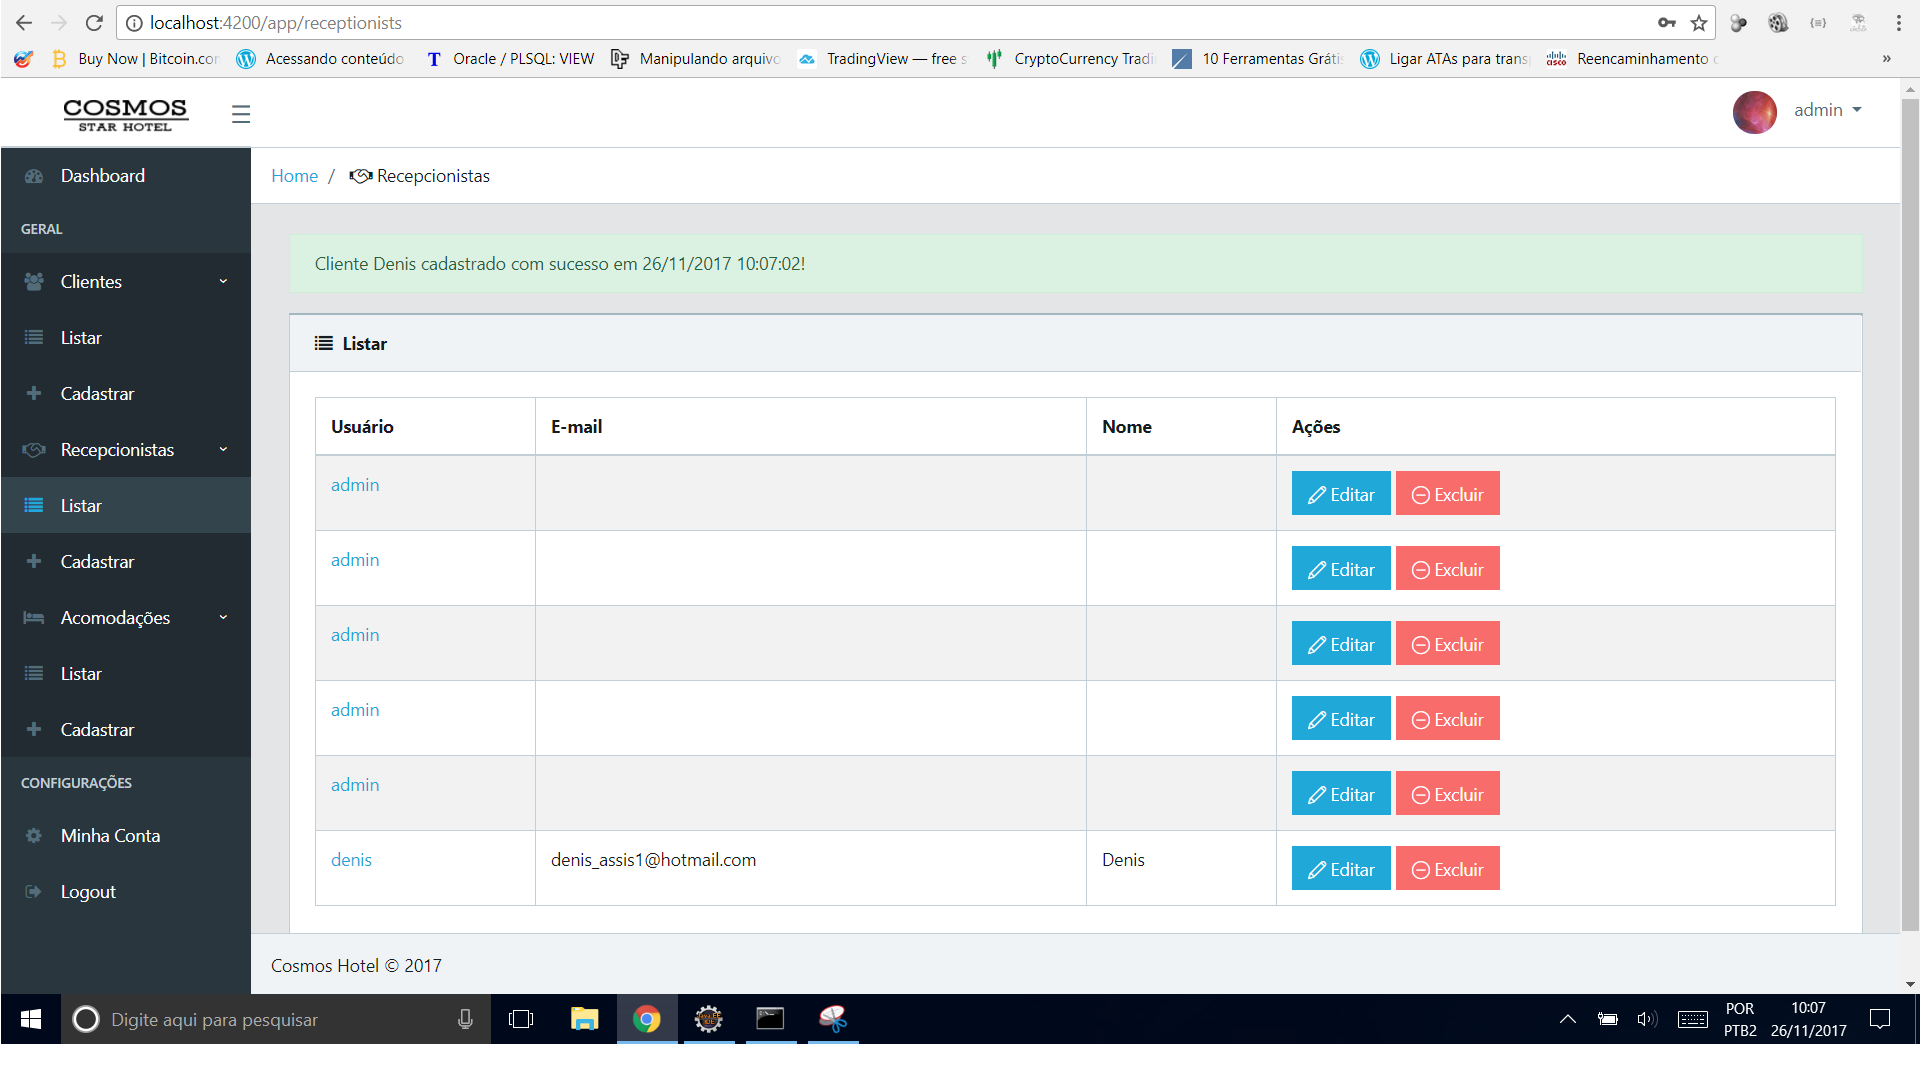 localhost:4200/app/receptionists
Buy Now | Bitcoin.con
Acessando conteúdo
Oracle / PLSQL: VIEW
Manipulando arquivo
TradingView — free s
CryptoCurrency Tradi
10 Ferramentas Gráti
Ligar ATAs para trans
Reencaminhamento
»
COSMOS
STAR HOTEL
admin
Dashboard
Home / Recepcionistas
GERAL
Clientes
Listar
Cadastrar
Recepcionistas
Listar
Cadastrar
Acomodações
Listar
Cadastrar
CONFIGURAÇÕES
Minha Conta
Logout
Cliente Denis cadastrado com sucesso em 26/11/2017 10:07:02!
Listar
Usuário E-mail Nome Ações
admin Editar Excluir
admin Editar Excluir
admin Editar Excluir
admin Editar Excluir
admin Editar Excluir
denis denis_assis1@hotmail.com Denis Editar Excluir
Cosmos Hotel © 2017
Digite aqui para pesquisar
POR
PTB2
10:07
26/11/2017